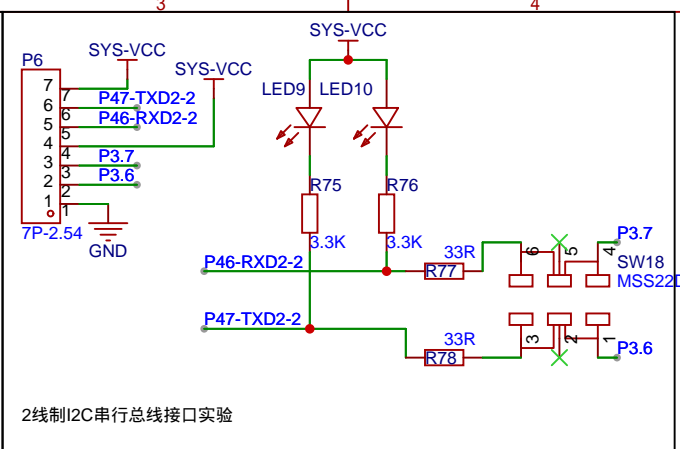 3
4
P6
SYS-VCC
SYS-VCC
SYS-VCC
7
7
P47-TXD2-2
6
6
P46-RXD2-2
5
5
4
4
P3.7
3
3
P3.6
2
2
1
1
7P-2.54
GND
LED9
LED10
R75
R76
3.3K
3.3K
P46-RXD2-2
33R
R77
6
5
4
P3.7
SW18
MSS22D
P47-TXD2-2
33R
R78
3
2
1
P3.6
2线制I2C串行总线接口实验